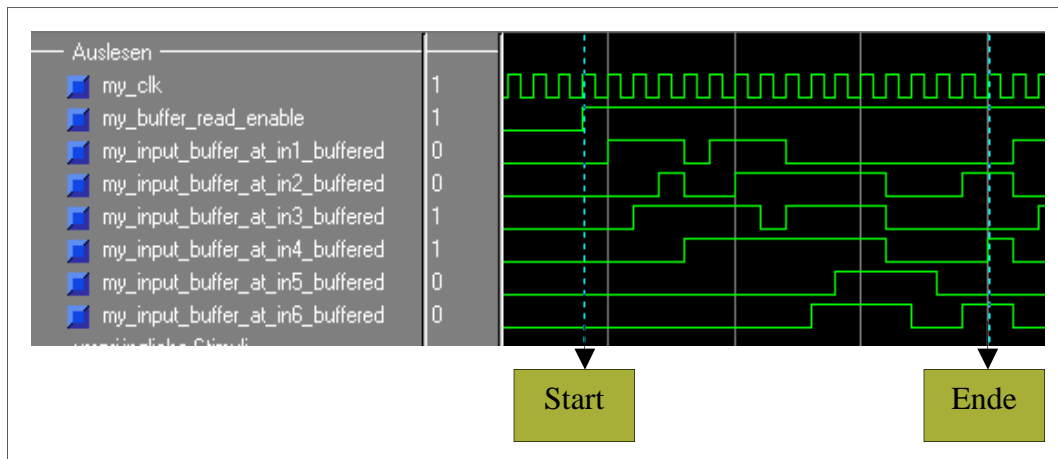 Auslesen
my_clk 1
my_buffer_read_enable 1
my_input_buffer_at_in1_buffered 0
my_input_buffer_at_in2_buffered 0
my_input_buffer_at_in3_buffered 1
my_input_buffer_at_in4_buffered 1
my_input_buffer_at_in5_buffered 0
my_input_buffer_at_in6_buffered 0
Start Ende